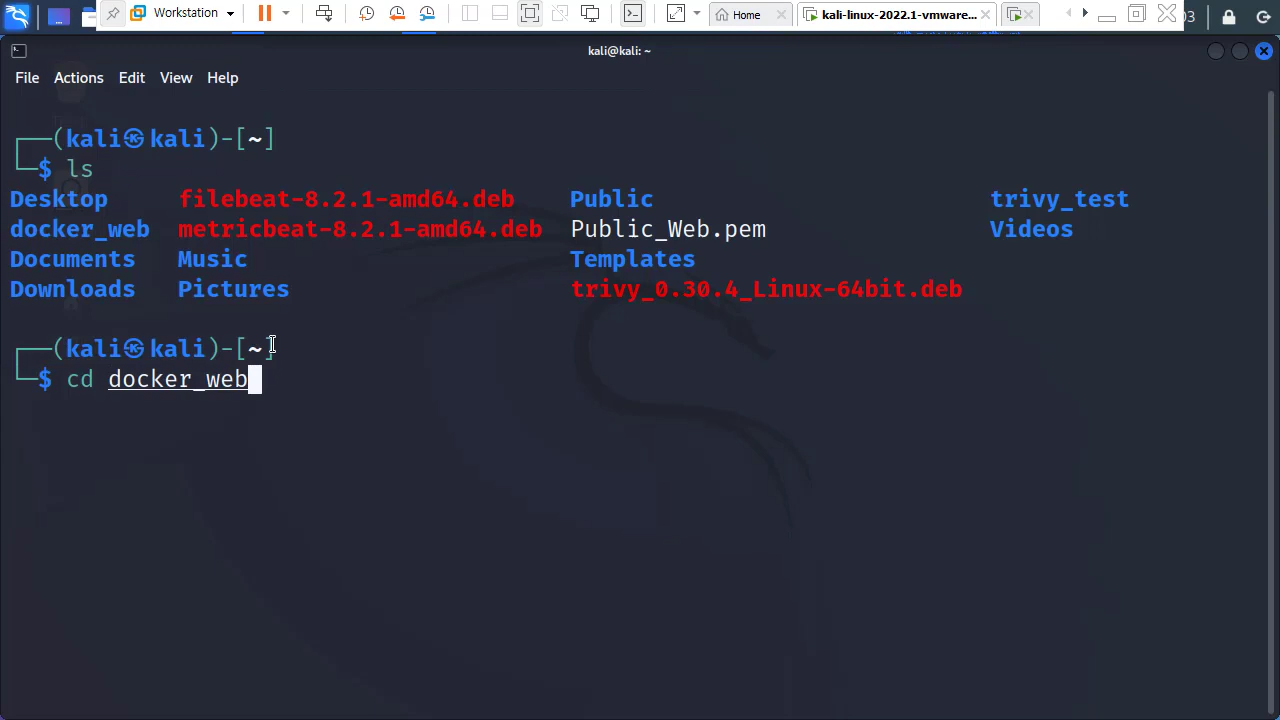 Workstation
Home
kali-linux-2022.1-vmware...
03
kali@kali: ~
File Actions Edit View Help
┌──(kali㉿kali)-[~]
└─$ ls
Desktop filebeat-8.2.1-amd64.deb Public trivy_test
docker_web metricbeat-8.2.1-amd64.deb Public_Web.pem Videos
Documents Music Templates
Downloads Pictures trivy_0.30.4_Linux-64bit.deb
┌──(kali㉿kali)-[~]
└─$ cd docker_web